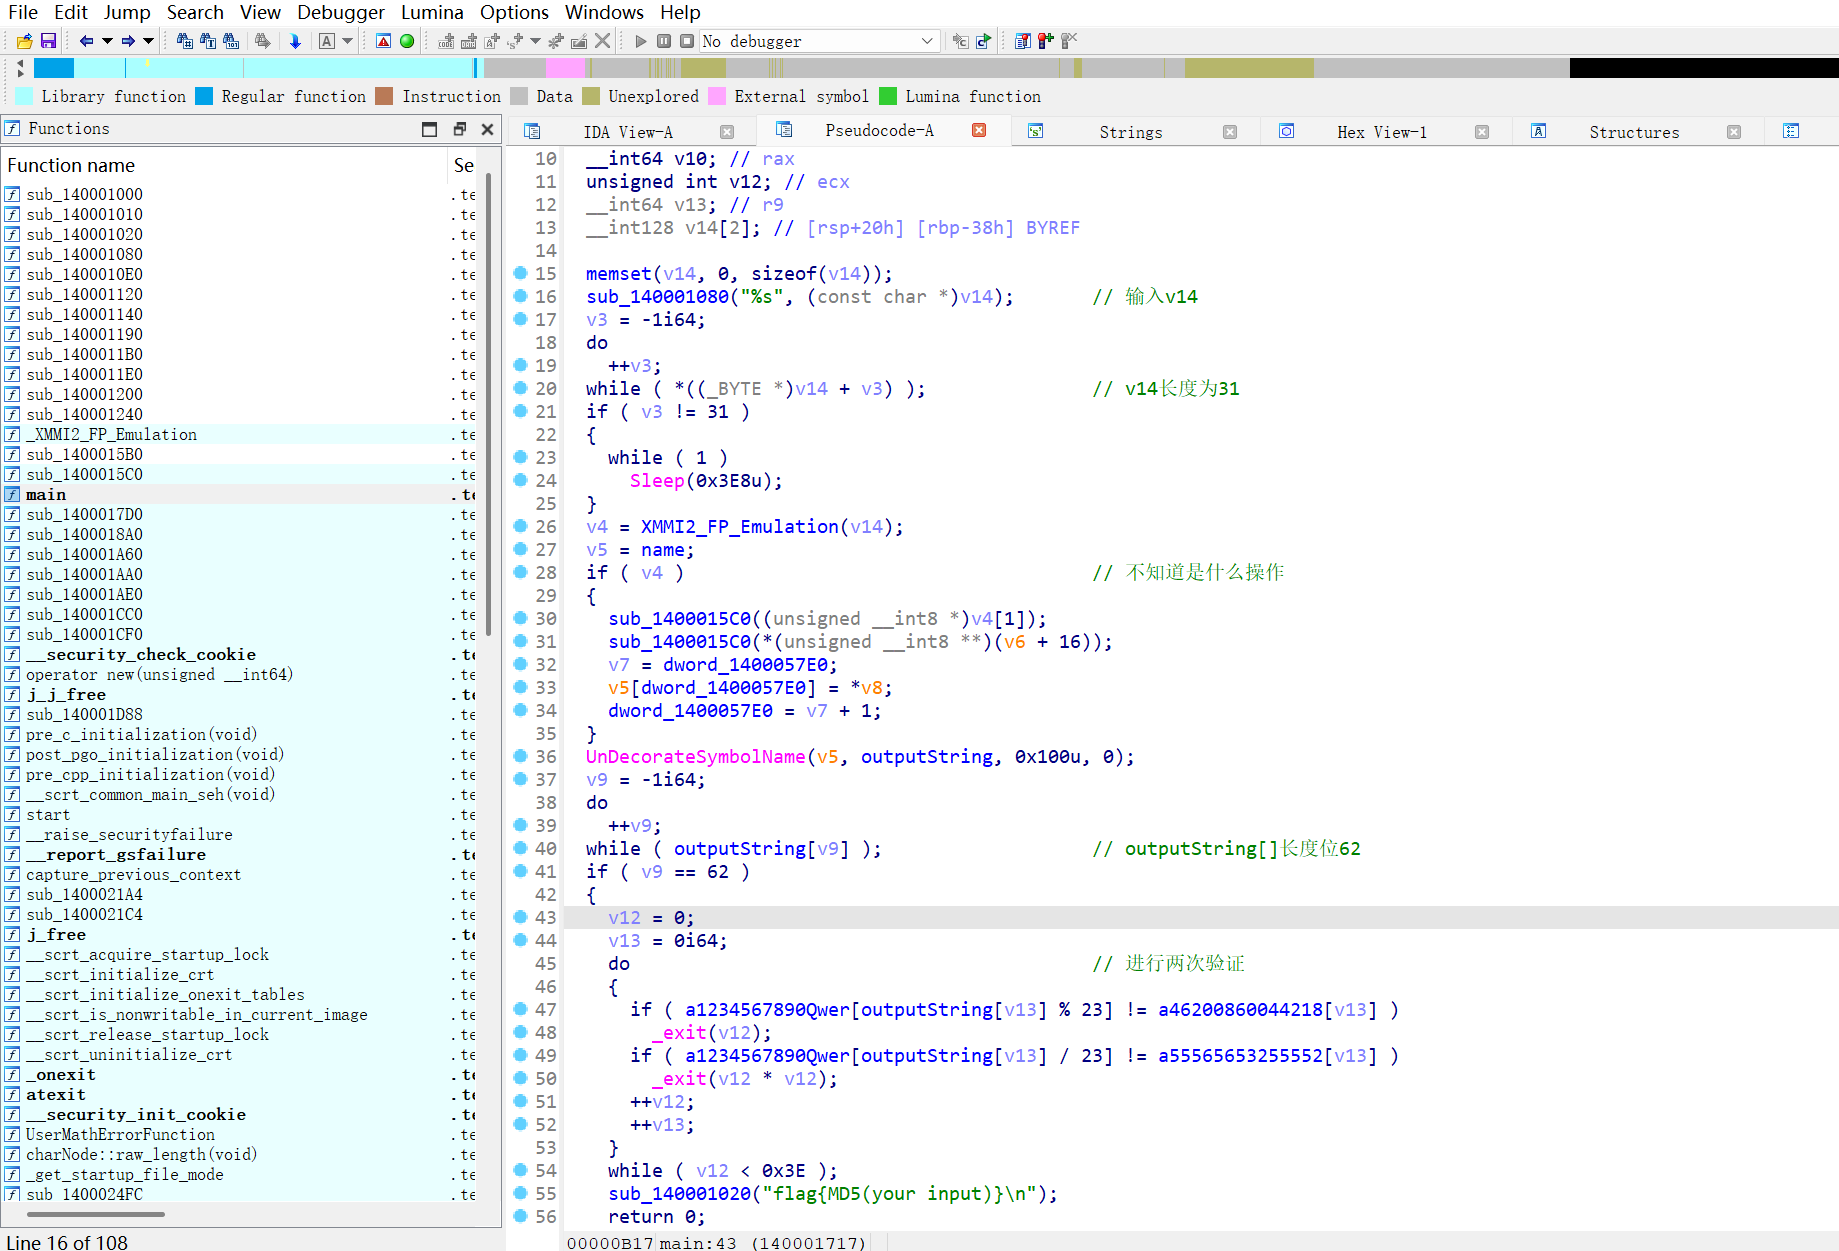 File Edit Jump Search View Debugger Lumina Options Windows Help
No debugger
Library function Regular function Instruction Data Unexplored External symbol Lumina function
Functions
IDA View-A Pseudocode-A Strings Hex View-1 Structures
Function name Se
sub_140001000 .te
sub_140001010 .te
sub_140001020 .te
sub_140001080 .te
sub_1400010E0 .te
sub_140001120 .te
sub_140001140 .te
sub_140001190 .te
sub_1400011B0 .te
sub_1400011E0 .te
sub_140001200 .te
sub_140001240 .te
_XMMI2_FP_Emulation .te
sub_1400015B0 .te
sub_1400015C0 .te
main .te
sub_1400017D0 .te
sub_1400018A0 .te
sub_140001A60 .te
sub_140001AA0 .te
sub_140001AE0 .te
sub_140001CC0 .te
sub_140001CF0 .te
__security_check_cookie .te
operator new(unsigned __int64) .te
j_j_free .te
sub_140001D88 .te
pre_c_initialization(void) .te
post_pgo_initialization(void) .te
pre_cpp_initialization(void) .te
__scrt_common_main_seh(void) .te
start .te
__raise_securityfailure .te
__report_gsfailure .te
capture_previous_context .te
sub_1400021A4 .te
sub_1400021C4 .te
j_free .te
__scrt_acquire_startup_lock .te
__scrt_initialize_crt .te
__scrt_initialize_onexit_tables .te
__scrt_is_nonwritable_in_current_image .te
__scrt_release_startup_lock .te
__scrt_uninitialize_crt .te
_onexit .te
atexit .te
__security_init_cookie .te
UserMathErrorFunction .te
charNode::raw_length(void) .te
_get_startup_file_mode .te
sub_1400024FC .te
Line 16 of 108
10 __int64 v10; // rax
11 unsigned int v12; // ecx
12 __int64 v13; // r9
13 __int128 v14[2]; // [rsp+20h] [rbp-38h] BYREF
14
15 memset(v14, 0, sizeof(v14));
16 sub_140001080("%s", (const char *)v14); // 输入v14
17 v3 = -1i64;
18 do
19 ++v3;
20 while ( *((_BYTE *)v14 + v3) ); // v14长度为31
21 if ( v3 != 31 )
22 {
23 while ( 1 )
24 Sleep(0x3E8u);
25 }
26 v4 = XMMI2_FP_Emulation(v14);
27 v5 = name;
28 if ( v4 ) // 不知道是什么操作
29 {
30 sub_1400015C0((unsigned __int8 *)v4[1]);
31 sub_1400015C0(*(unsigned __int8 **)(v6 + 16));
32 v7 = dword_1400057E0;
33 v5[dword_1400057E0] = *v8;
34 dword_1400057E0 = v7 + 1;
35 }
36 UnDecorateSymbolName(v5, outputString, 0x100u, 0);
37 v9 = -1i64;
38 do
39 ++v9;
40 while ( outputString[v9] ); // outputString[]长度位62
41 if ( v9 == 62 )
42 {
43 v12 = 0;
44 v13 = 0i64;
45 do // 进行两次验证
46 {
47 if ( a1234567890Qwer[outputString[v13] % 23] != a46200860044218[v13] )
48 _exit(v12);
49 if ( a1234567890Qwer[outputString[v13] / 23] != a55565653255552[v13] )
50 _exit(v12 * v12);
51 ++v12;
52 ++v13;
53 }
54 while ( v12 < 0x3E );
55 sub_140001020("flag{MD5(your input)}\n");
56 return 0;
00000B17 main:43 (140001717)